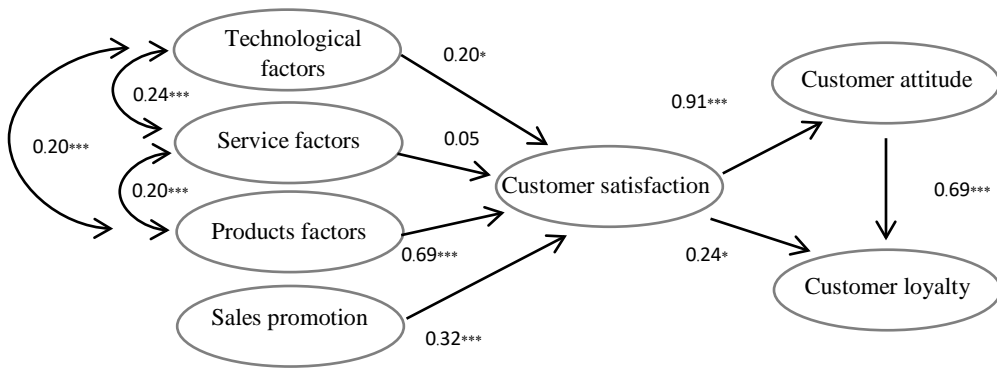 Technological
factors
0.20*
Customer attitude
0.24***
0.91***
Service factors
0.05
0.20***
Customer satisfaction
0.20***
0.69***
Products factors
0.69***
0.24*
Customer loyalty
Sales promotion
0.32***